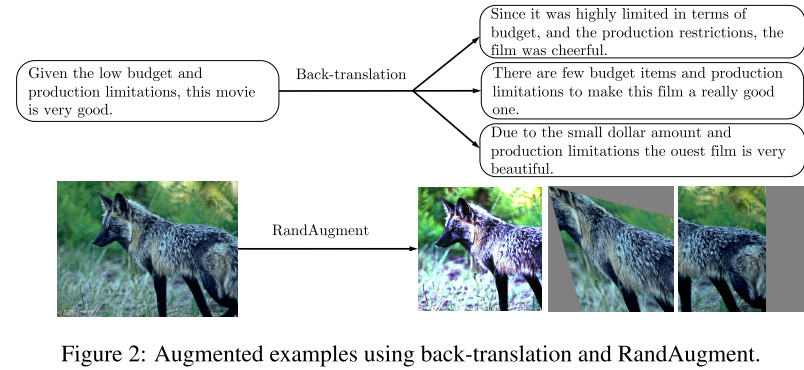 Since it was highly limited in terms of
budget, and the production restrictions, the
film was cheerful.
Given the low budget and
production limitations, this movie
is very good.
Back-translation
There are few budget items and production
limitations to make this film a really good
one.
Due to the small dollar amount and
production limitations the ouest film is very
beautiful.
RandAugment
Figure 2: Augmented examples using back-translation and RandAugment.